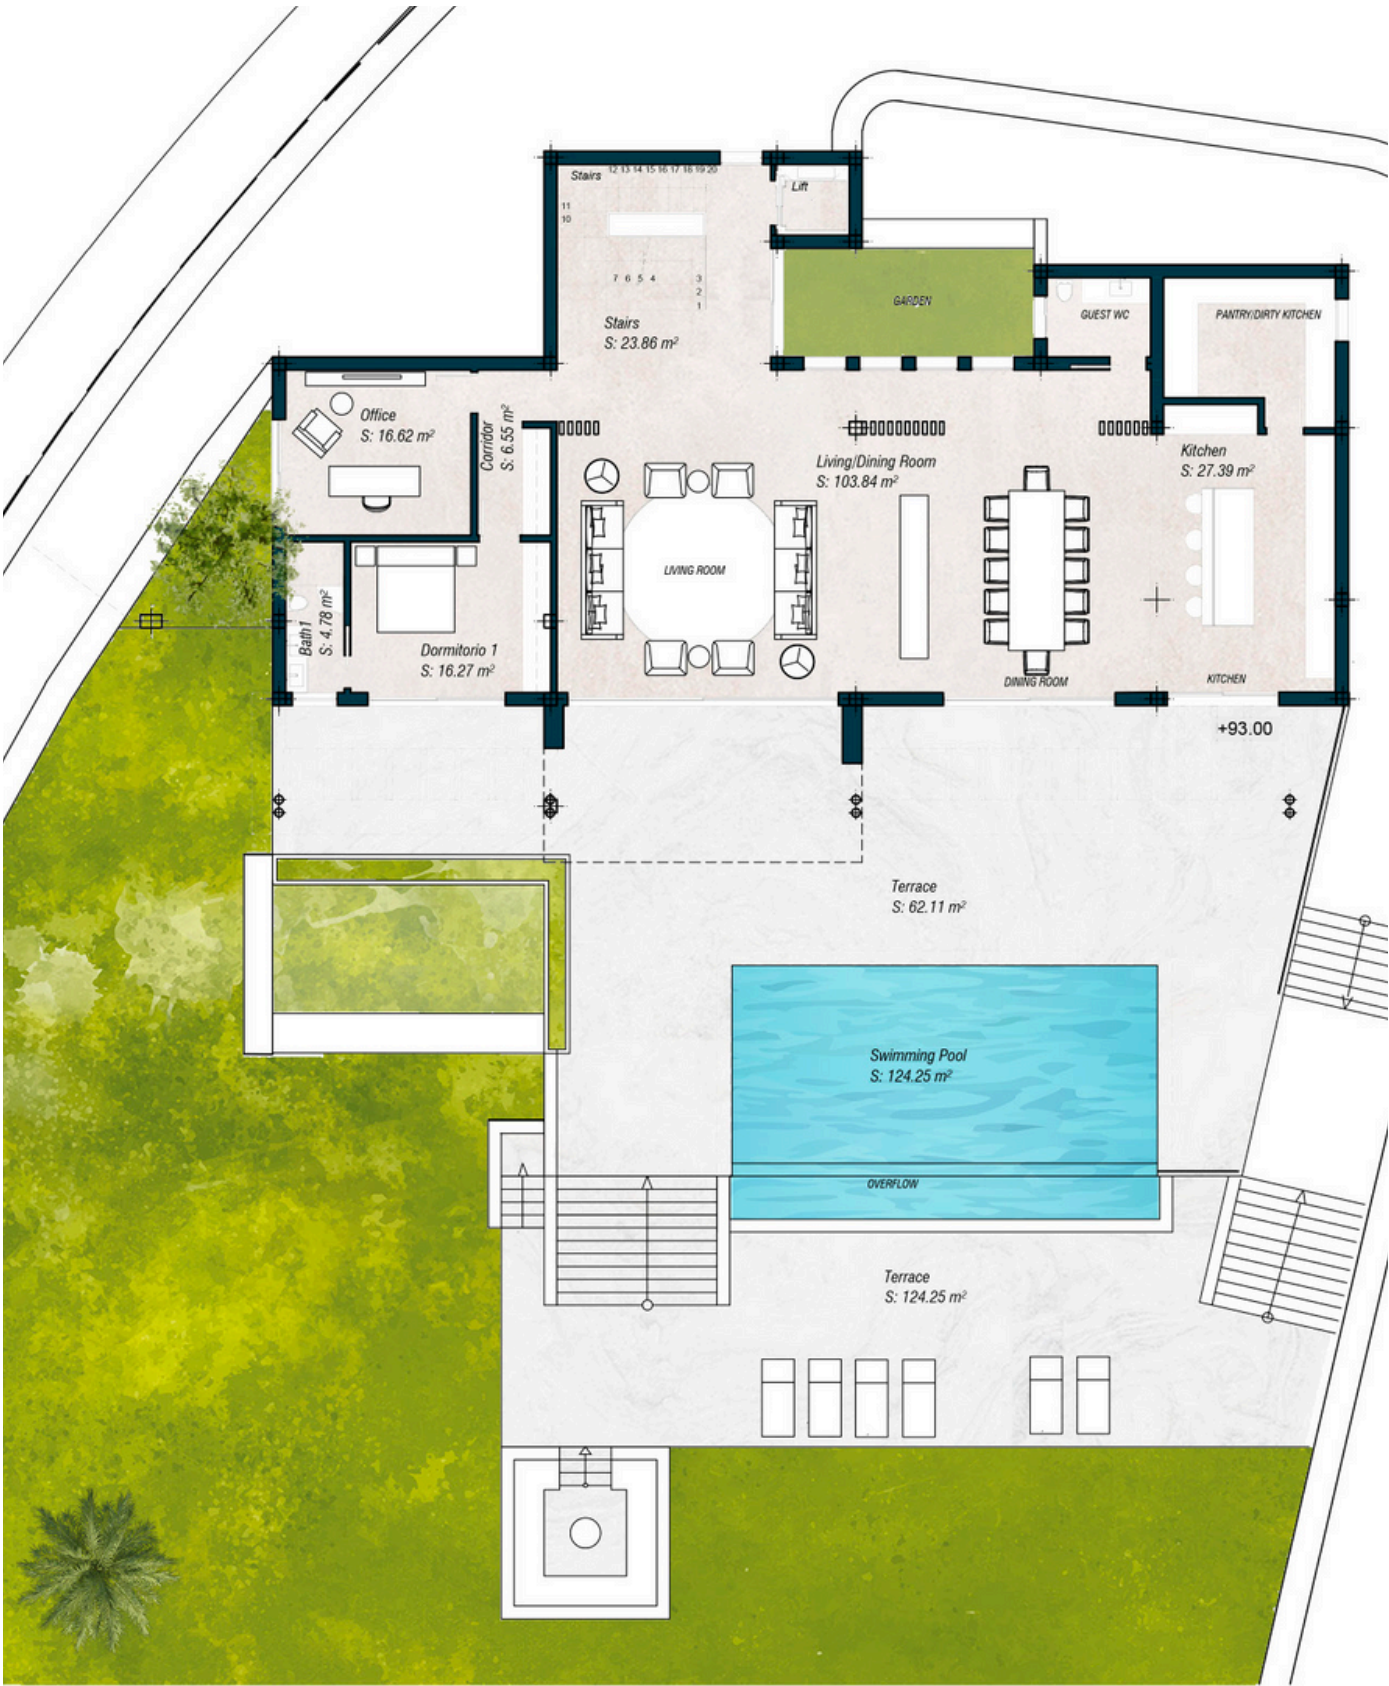 Stairs
12 13 14 15 16 17 18 19 20
Lift
11
10
7 6 5 4
3
2
1
Stairs
S: 23.86 m²
GARDEN
GUEST WC
PANTRY/DIRTY KITCHEN
Office
S: 16.62 m²
Corridor
S: 6.55 m²
Living/Dining Room
S: 103.84 m²
Kitchen
S: 27.39 m²
LIVING ROOM
Bath1
S: 4.78 m²
Dormitorio 1
S: 16.27 m²
DINING ROOM
KITCHEN
+93.00
Terrace
S: 62.11 m²
Swimming Pool
S: 124.25 m²
OVERFLOW
Terrace
S: 124.25 m²